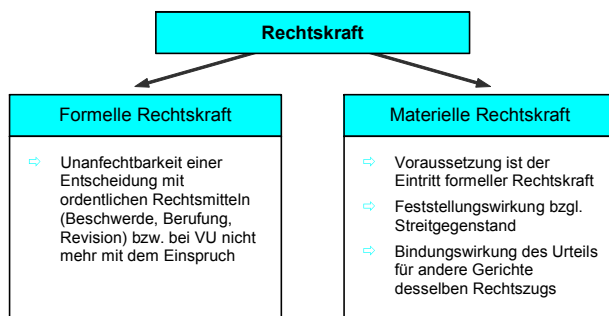 Rechtskraft
Formelle Rechtskraft
⇨ Unanfechtbarkeit einer
Entscheidung mit
ordentlichen Rechtsmitteln
(Beschwerde, Berufung,
Revision) bzw. bei VU nicht
mehr mit dem Einspruch
Materielle Rechtskraft
⇨ Voraussetzung ist der
Eintritt formeller Rechtskraft
⇨ Feststellungswirkung bzgl.
Streitgegenstand
⇨ Bindungswirkung des Urteils
für andere Gerichte
desselben Rechtszugs